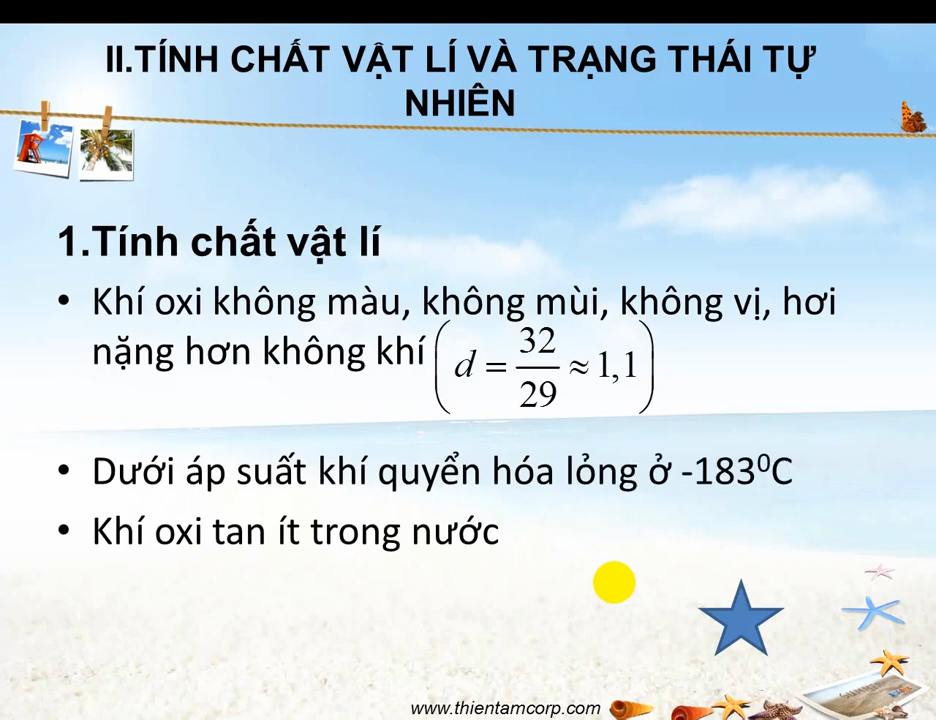 II.TÍNH CHẤT VẬT LÍ VÀ TRẠNG THÁI TỰ
NHIÊN
1.Tính chất vật lí
• Khí oxi không màu, không mùi, không vị, hơi
nặng hơn không khí (d = 32/29 ≈ 1,1)
• Dưới áp suất khí quyển hóa lỏng ở -183⁰C
• Khí oxi tan ít trong nước
www.thientamcorp.com